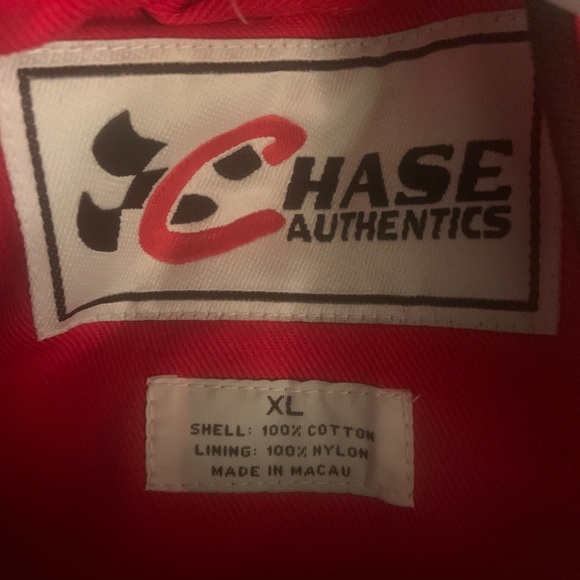 CHASE
AUTHENTICS
XL
SHELL: 100% COTTON
LINING: 100% NYLON
MADE IN MACAU